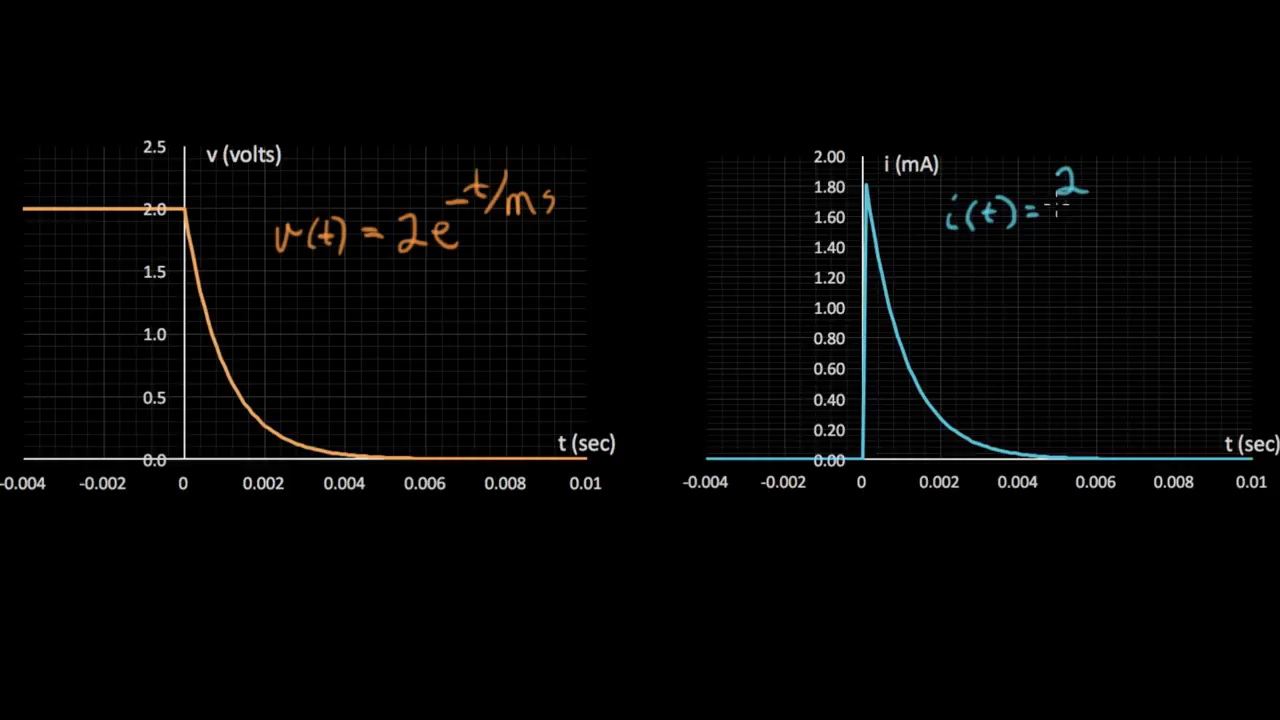 v (volts)
2.5
2.0
1.5
1.0
0.5
0.0
v(t) = 2e^-t/ms
t (sec)
-0.004 -0.002 0 0.002 0.004 0.006 0.008 0.01
i (mA)
2.00
1.80
1.60
1.40
1.20
1.00
0.80
0.60
0.40
0.20
0.00
i(t) = 2
t (sec)
-0.004 -0.002 0 0.002 0.004 0.006 0.008 0.01